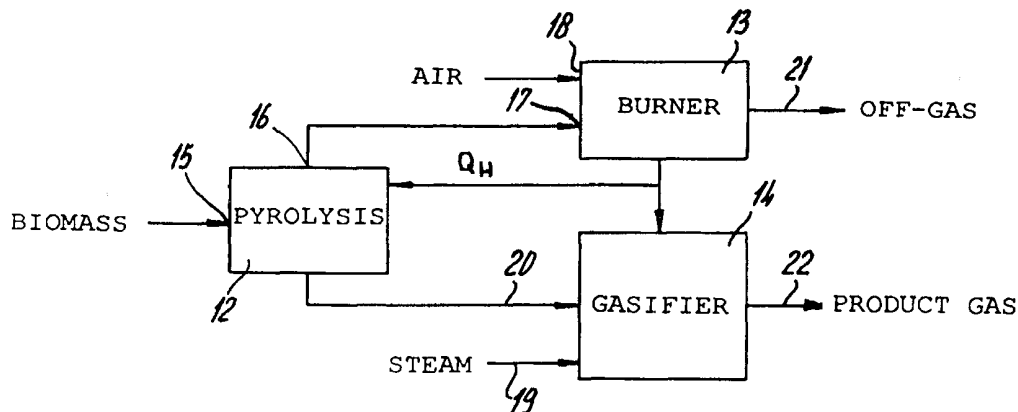 18
13
AIR
21
17
BURNER
OFF-GAS
16
15
Q_H
PYROLYSIS
14
BIOMASS
20
22
12
GASIFIER
PRODUCT GAS
STEAM
19